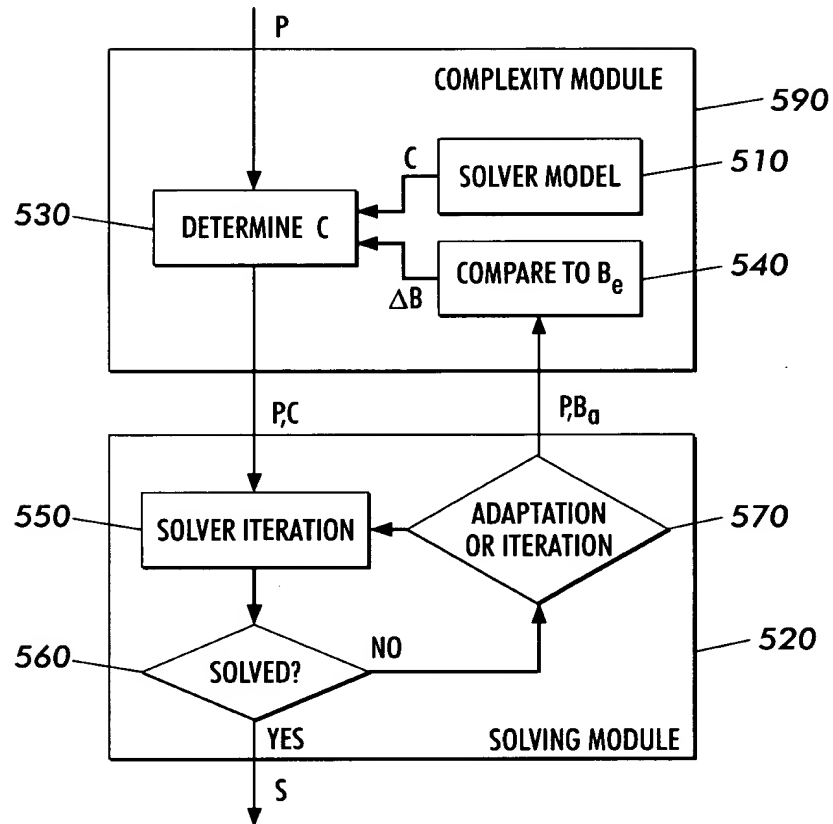 P
COMPLEXITY MODULE
590
C
SOLVER MODEL
510
530
DETERMINE C
COMPARE TO Be
540
ΔB
P,C
P,Ba
550
SOLVER ITERATION
ADAPTATION
OR ITERATION
570
560
SOLVED?
NO
520
YES
SOLVING MODULE
S